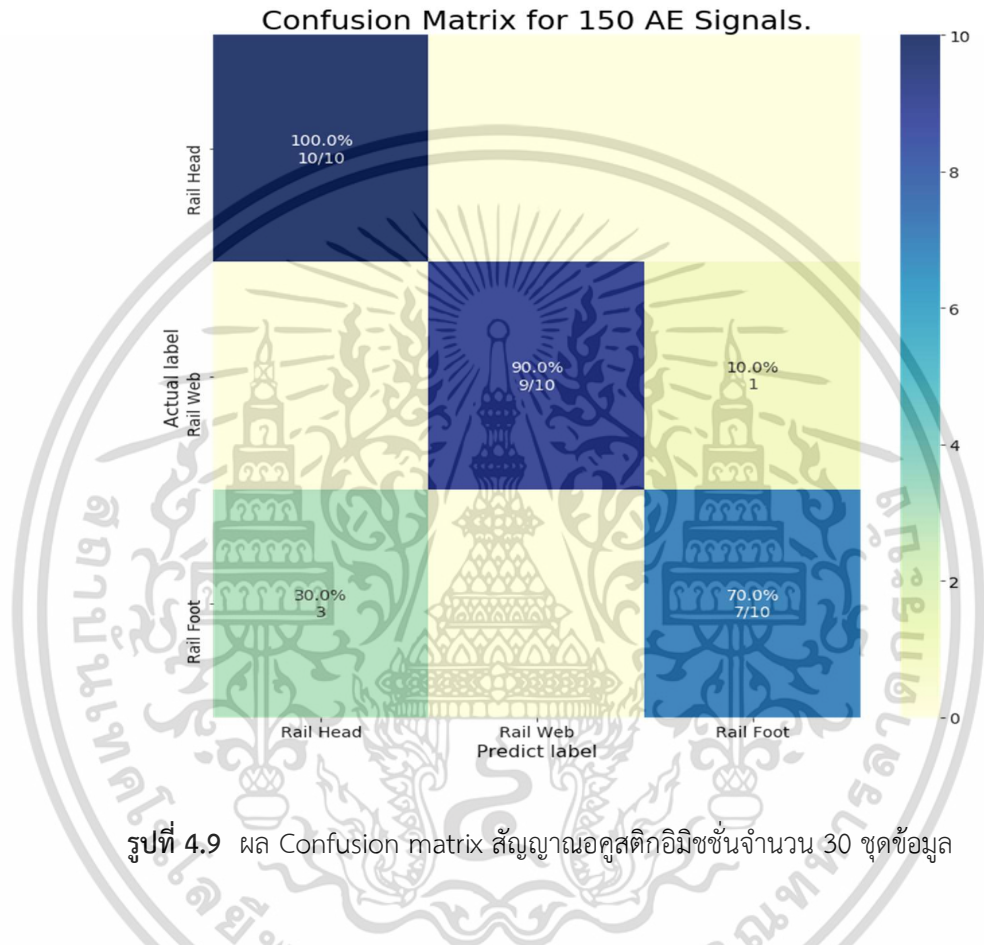 Confusion Matrix for 150 AE Signals.
10
100.0%
10/10
Rail Head
8
6
Actual label
Rail Web
90.0%
9/10
10.0%
1
4
Rail Foot
30.0%
3
70.0%
7/10
2
0
Rail Head
Rail Web
Rail Foot
Predict label
รูปที่ 4.9 ผล Confusion matrix สัญญาณอคูสติกอิมิชชั่นจำนวน 30 ชุดข้อมูล